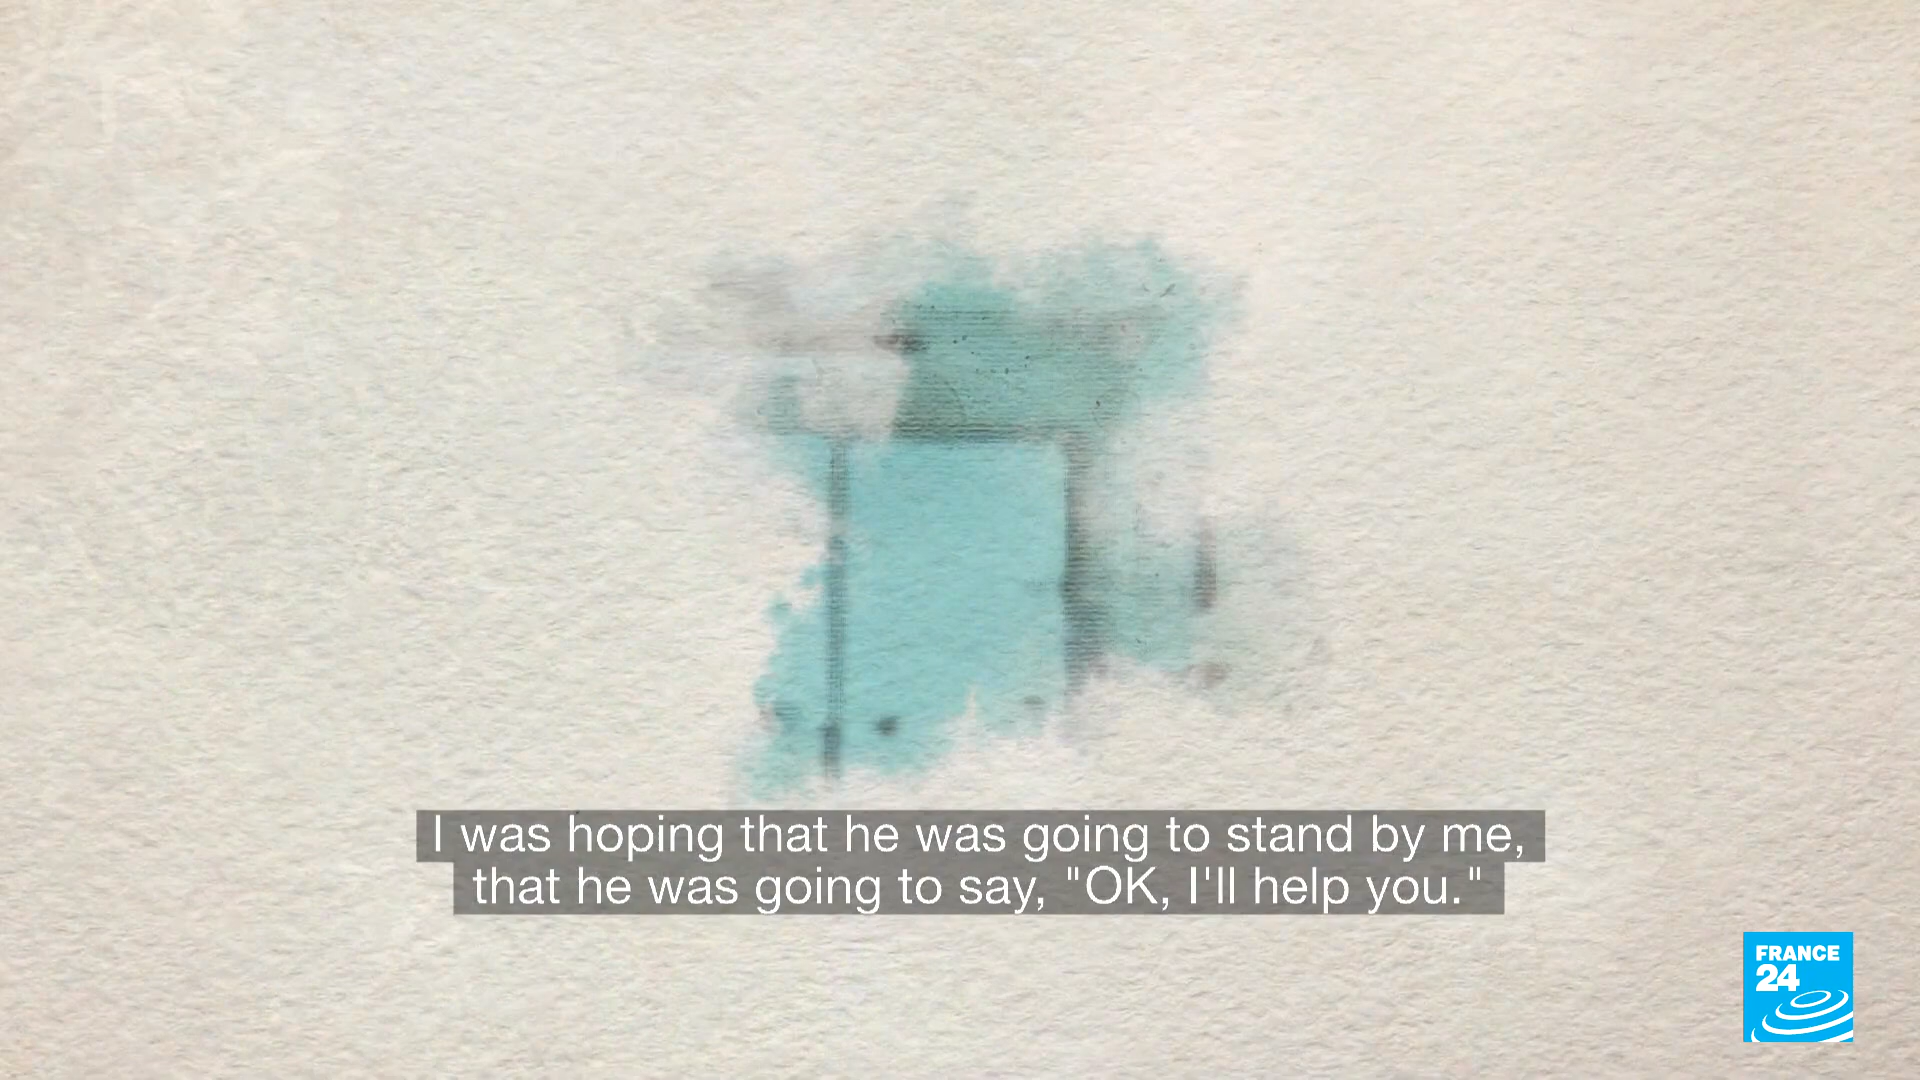 I was hoping that he was going to stand by me,
that he was going to say, "OK, I'll help you."
FRANCE
24